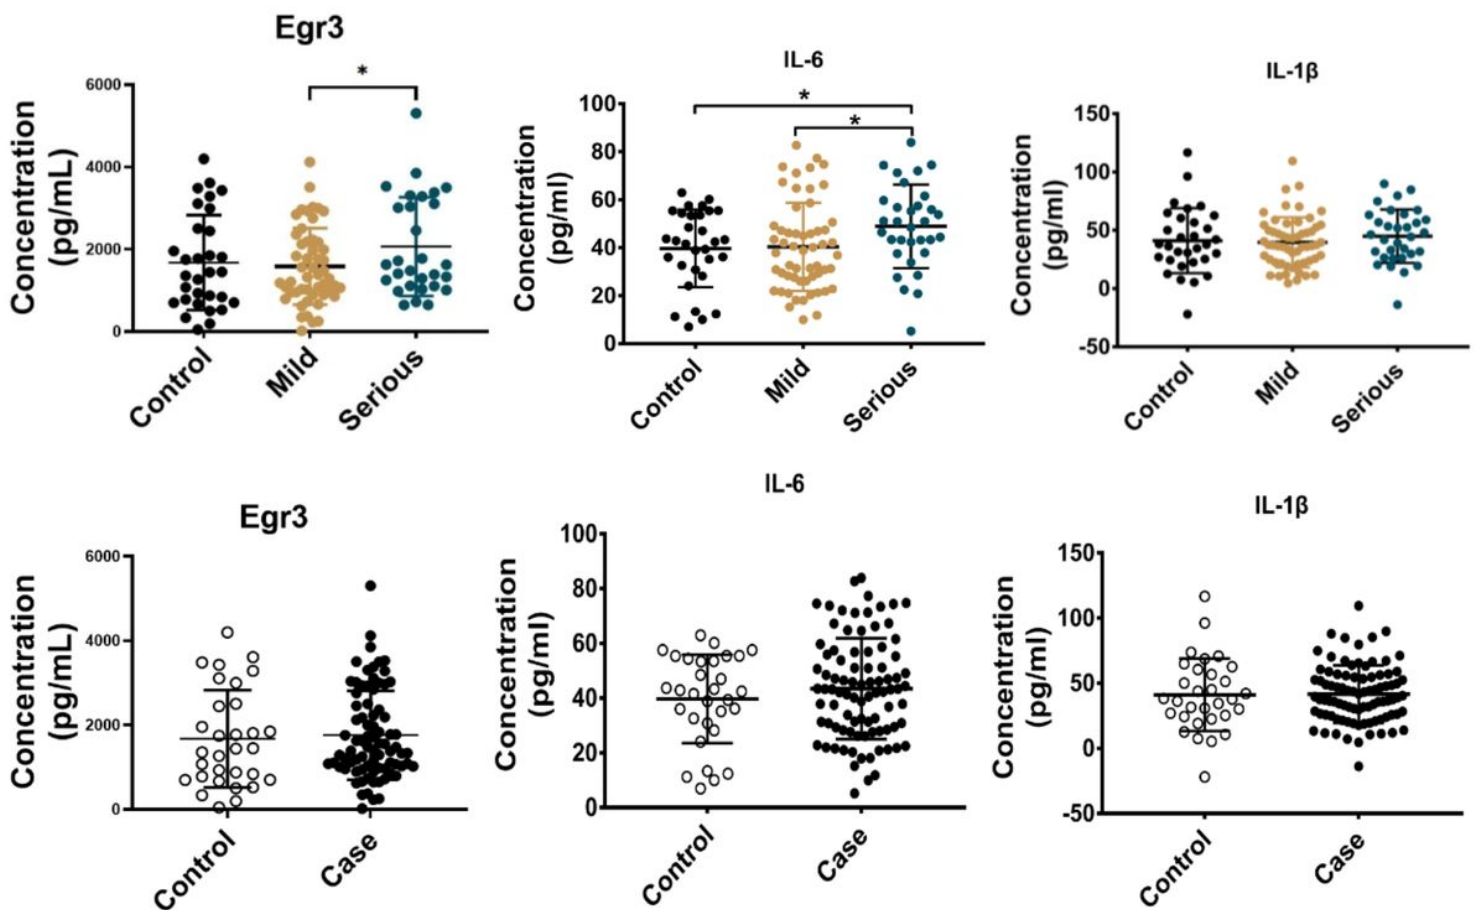 Egr3
Concentration
(pg/mL)
6000
4000
2000
0
*
Control
Mild
Serious
IL-6
Concentration
(pg/ml)
100
80
60
40
20
0
*
*
Control
Mild
Serious
IL-1β
Concentration
(pg/ml)
150
100
50
0
-50
Control
Mild
Serious
Egr3
Concentration
(pg/mL)
6000
4000
2000
0
Control
Case
IL-6
Concentration
(pg/ml)
100
80
60
40
20
0
Control
Case
IL-1β
Concentration
(pg/ml)
150
100
50
0
-50
Control
Case